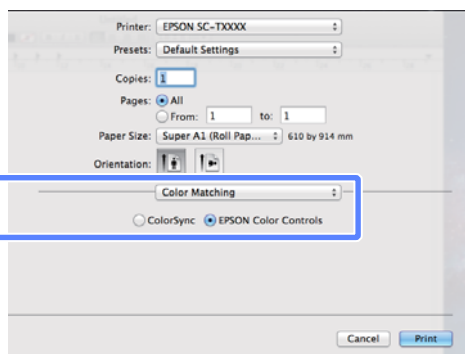 Printer: EPSON SC-TXXXX
Presets: Default Settings
Copies: 1
Pages: All
From: 1 to: 1
Paper Size: Super A1 (Roll Pap... 610 by 914 mm
Orientation:
Color Matching
ColorSync EPSON Color Controls
Cancel Print